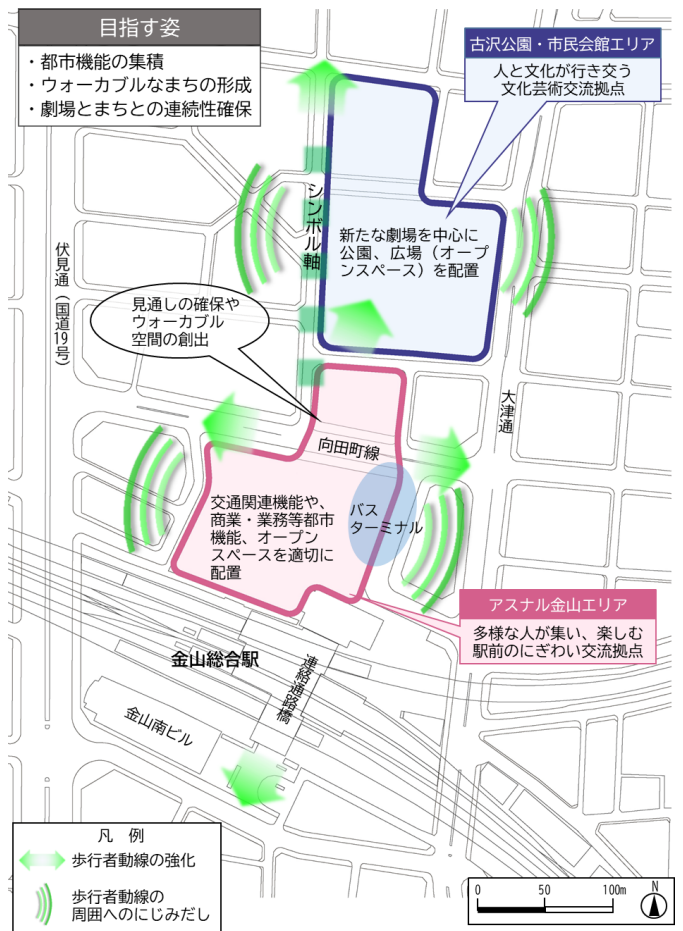 目指す姿
・都市機能の集積
・ウォーカブルなまちの形成
・劇場とまちとの連続性確保
古沢公園・市民会館エリア
人と文化が行き交う
文化芸術交流拠点
シンボル軸
新たな劇場を中心に
公園、広場（オープ
ンスペース）を配置
伏見通（国道19号）
見通しの確保や
ウォーカブル
空間の創出
大津通
向田町線
バス
ターミナル
交通関連機能や、
商業・業務等都市
機能、オープン
スペースを適切に
配置
アスナル金山エリア
多様な人が集い、楽しむ
駅前のにぎわい交流拠点
金山総合駅
連絡通路橋
金山南ビル
凡　例
歩行者動線の強化
歩行者動線の
周囲へのにじみだし
0 50 100m
N